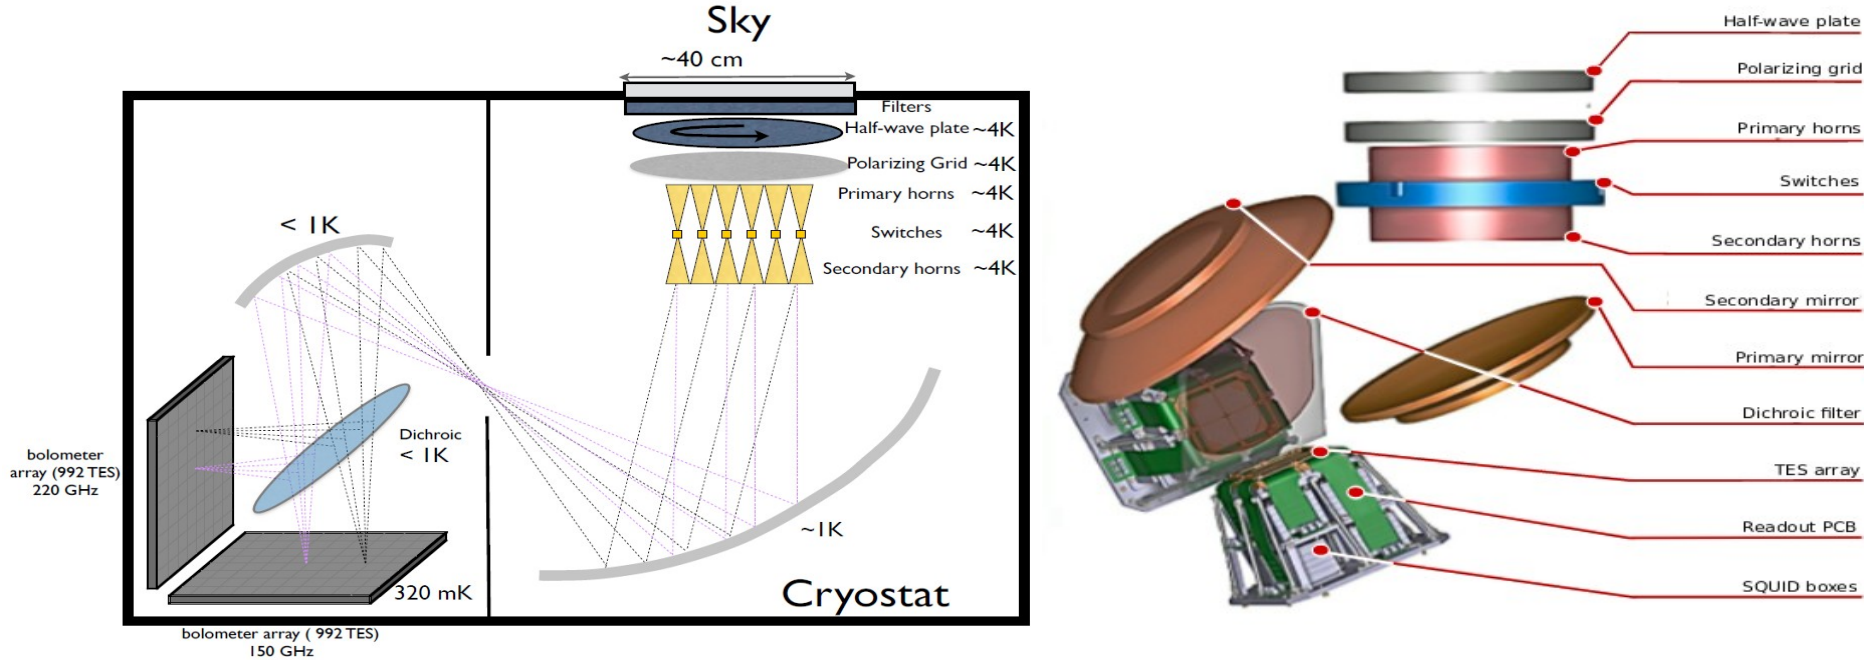 Sky
~40 cm
Filters
Half-wave plate ~4K
Polarizing Grid ~4K
Primary horns ~4K
Switches ~4K
Secondary horns ~4K
< 1K
Dichroic
< 1K
bolometer
array (992 TES)
220 GHz
~1K
320 mK
Cryostat
bolometer array ( 992 TES)
150 GHz
Half-wave plate
Polarizing grid
Primary horns
Switches
Secondary horns
Secondary mirror
Primary mirror
Dichroic filter
TES array
Readout PCB
SQUID boxes